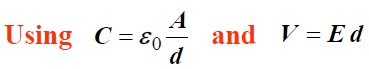 Using C = ε₀ A/d and V = E d